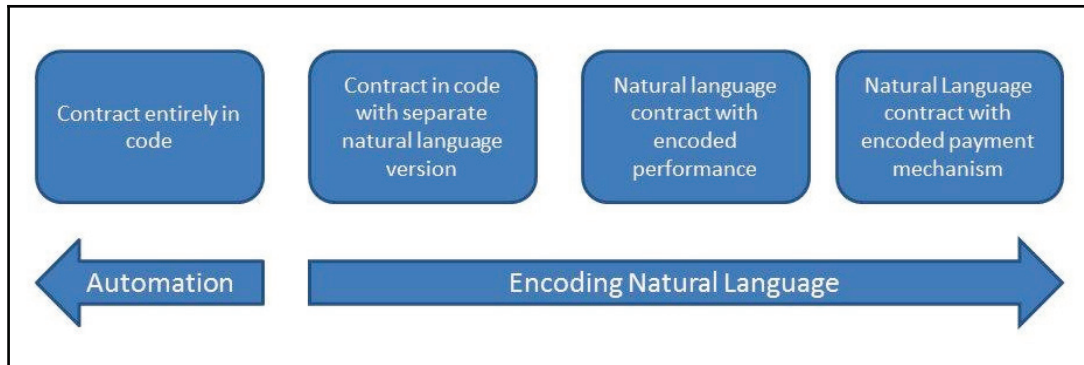 Contract entirely in
code
Contract in code
with separate
natural language
version
Natural language
contract with
encoded
performance
Natural Language
contract with
encoded payment
mechanism
Automation
Encoding Natural Language